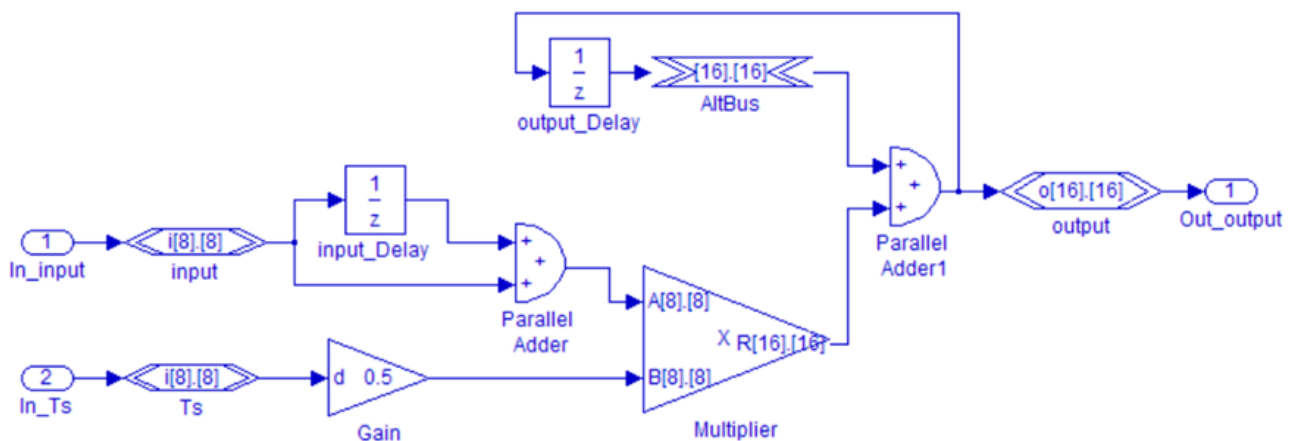 1
z
output_Delay
[16].[16]
AltBus
1
z
input_Delay
1
In_input
i[8].[8]
input
+
+
+
Parallel
Adder
+
+
+
Parallel
Adder1
o[16].[16]
output
1
Out_output
A[8].[8]
X
R[16].[16]
B[8].[8]
Multiplier
2
In_Ts
i[8].[8]
Ts
d 0.5
Gain